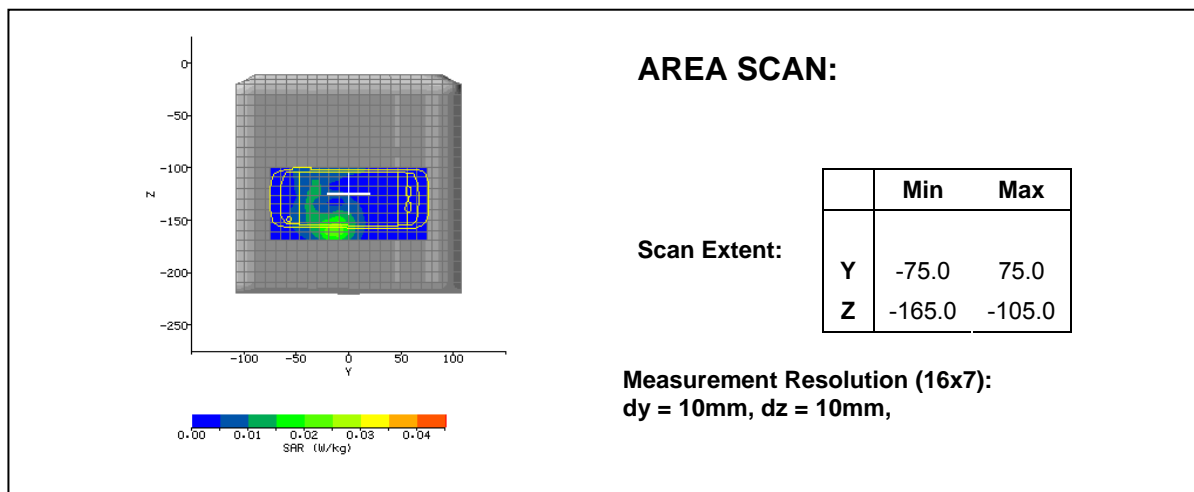 0
-50
-100
-150
-200
-250
Z
-100 -50 0 50 100
Y
0.00 0.01 0.02 0.03 0.04
SAR (W/kg)
AREA SCAN:
Scan Extent:
Min Max
Y -75.0 75.0
Z -165.0 -105.0
Measurement Resolution (16x7):
dy = 10mm, dz = 10mm,